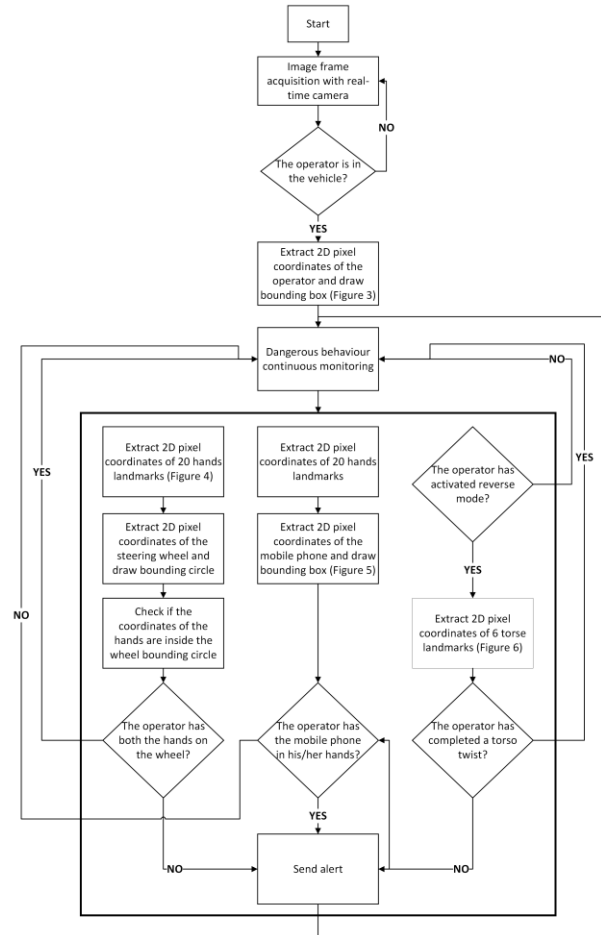 Start
Image frame
acquisition with real-
time camera
NO
The operator is in
the vehicle?
YES
Extract 2D pixel
coordinates of the
operator and draw
bounding box (Figure 3)
Dangerous behaviour
continuous monitoring
NO
YES
YES
Extract 2D pixel
coordinates of 20 hands
landmarks (Figure 4)
Extract 2D pixel
coordinates of 20 hands
landmarks
The operator has
activated reverse
mode?
Extract 2D pixel
coordinates of the
steering wheel and
draw bounding circle
Extract 2D pixel
coordinates of the
mobile phone and draw
bounding box (Figure 5)
YES
NO
Check if the
coordinates of the
hands are inside the
wheel bounding circle
Extract 2D pixel
coordinates of 6 torse
landmarks (Figure 6)
The operator has
both the hands on
the wheel?
The operator has
the mobile phone
in his/her hands?
The operator has
completed a torso
twist?
YES
NO
Send alert
NO